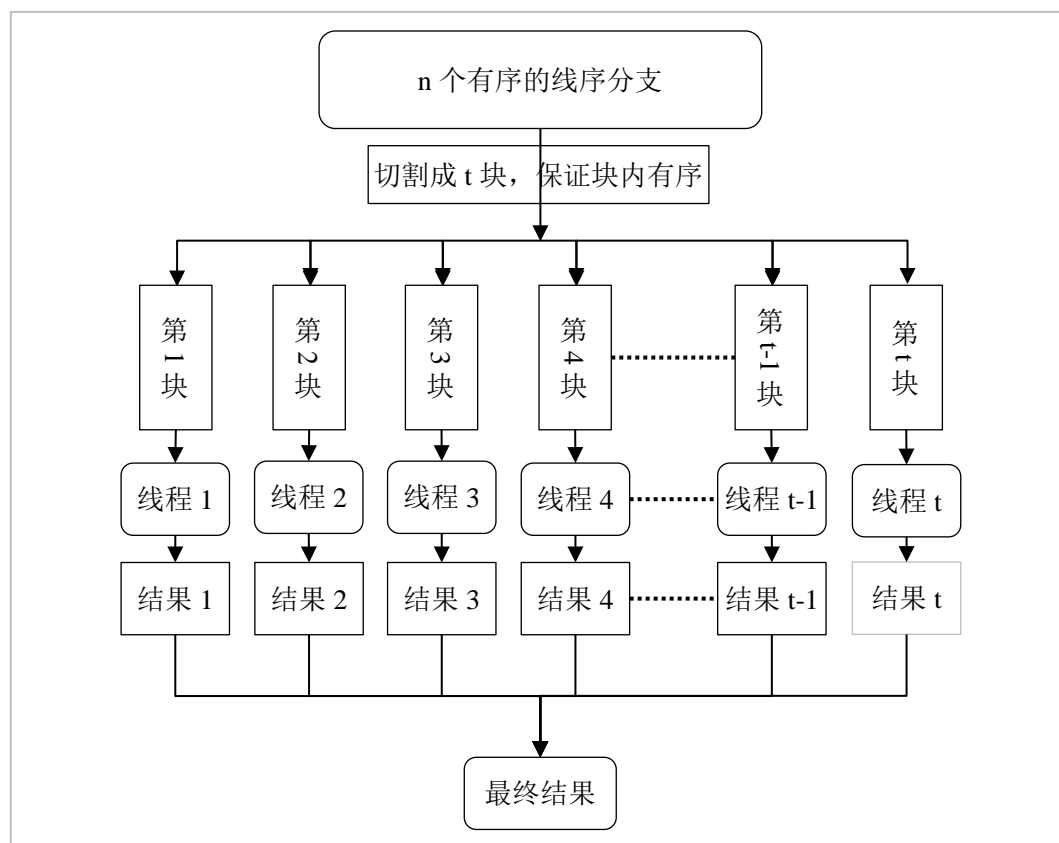 n 个有序的线序分支
切割成 t 块，保证块内有序
第1块
第2块
第3块
第4块
第t-1块
第t块
线程 1
线程 2
线程 3
线程 4
线程 t-1
线程 t
结果 1
结果 2
结果 3
结果 4
结果 t-1
结果 t
最终结果